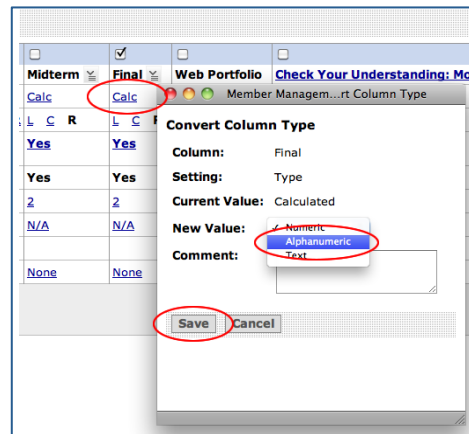 Midterm Final Web Portfolio Check Your Understanding: Mo
Calc Calc
L C R L C
Yes Yes
Yes Yes
2 2
N/A N/A
None None
Member Managem...rt Column Type
Convert Column Type
Column: Final
Setting: Type
Current Value: Calculated
New Value: ✓ Numeric
Alphanumeric
Text
Comment:
Save Cancel